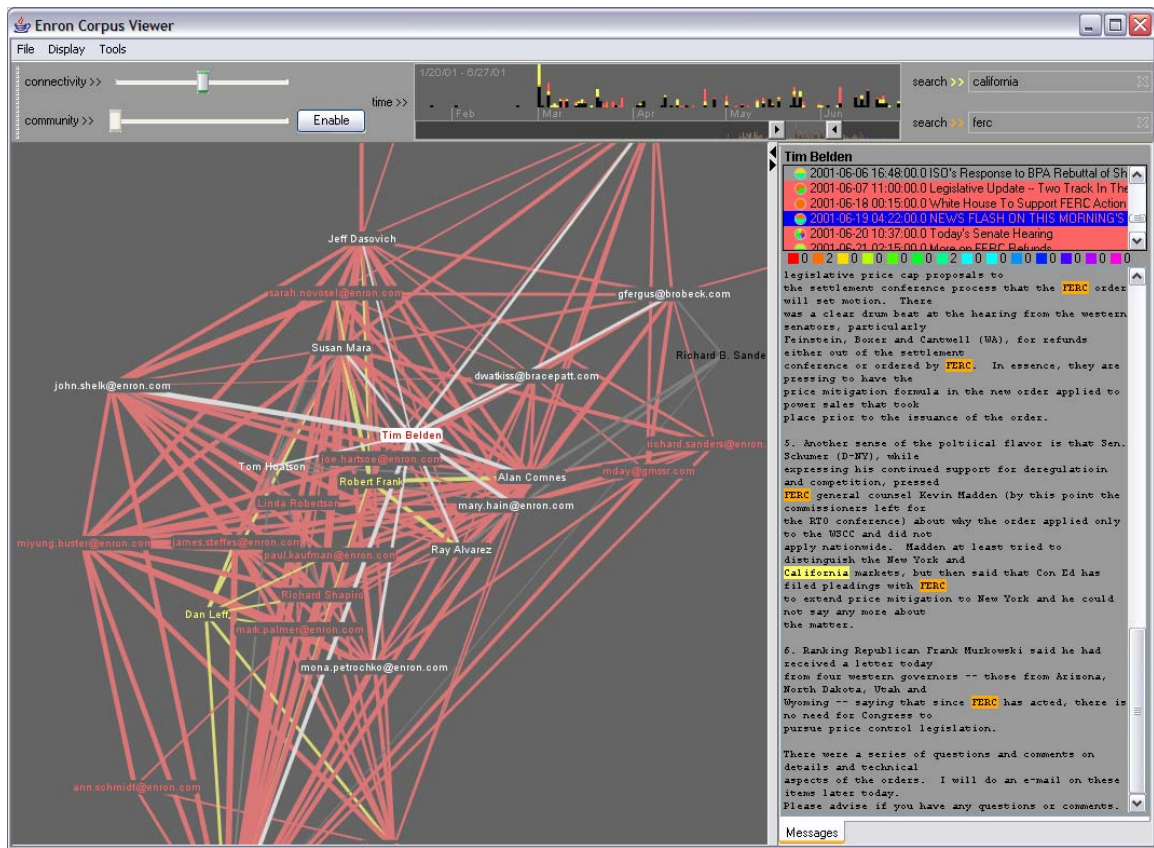 Enron Corpus Viewer
File Display Tools
connectivity >>
community >>
Enable
time >>
1/20/01 - 6/27/01
Feb Mar Apr May Jun
search >> california
search >> ferc
Jeff Dasovich
sarah.novosel@enron.com
gfergus@brobeck.com
Susan Mara
Richard B. Sande
john.shelk@enron.com
dwatkiss@bracepatt.com
Tim Belden
richard.sanders@enron.
joe.hartsoe@enron.com
Tom Hoatson
mday@gmssr.com
Robert Frank
Alan Comnes
Linda Robertson
mary.hain@enron.com
miyung.buster@enron.com
james.steffes@enron.com
Ray Alvarez
paul.kaufman@enron.com
Richard Shapiro
Dan Leff
mark.palmer@enron.com
mona.petrochko@enron.com
ann.schmidt@enron.com
Tim Belden
2001-06-06 16:48:00.0 ISO's Response to BPA Rebuttal of Sh
2001-06-07 11:00:00.0 Legislative Update -- Two Track In The
2001-06-18 00:15:00.0 White House To Support FERC Action
2001-06-19 04:22:00.0 NEWS FLASH ON THIS MORNING'S
2001-06-20 10:37:00.0 Today's Senate Hearing
2001-06-21 02:15:00.0 More on FERC Refunds
0 2 0 0 0 0 2 0 0 0 0 0 0
legislative price cap proposals to
the settlement conference process that the FERC order
will set motion. There
was a clear drum beat at the hearing from the western
senators, particularly
Feinstein, Boxer and Cantwell (WA), for refunds
either out of the settlement
conference or ordered by FERC. In essence, they are
pressing to have the
price mitigation formula in the new order applied to
power sales that took
place prior to the issuance of the order.
5. Another sense of the poltiical flavor is that Sen.
Schumer (D-NY), while
expressing his continued support for deregulatioin
and competition, pressed
FERC general counsel Kevin Madden (by this point the
commissioners left for
the RTO conference) about why the order applied only
to the WSCC and did not
apply nationwide. Madden at least tried to
distinguish the New York and
California markets, but then said that Con Ed has
filed pleadings with FERC
to extend price mitigation to New York and he could
not say any more about
the matter.
6. Ranking Republican Frank Murkowski said he had
received a letter today
from four western governors -- those from Arizona,
North Dakota, Utah and
Wyoming -- saying that since FERC has acted, there is
no need for Congress to
pursue price control legislation.
There were a series of questions and comments on
details and technical
aspects of the orders. I will do an e-mail on these
items later today.
Please advise if you have any questions or comments.
Messages